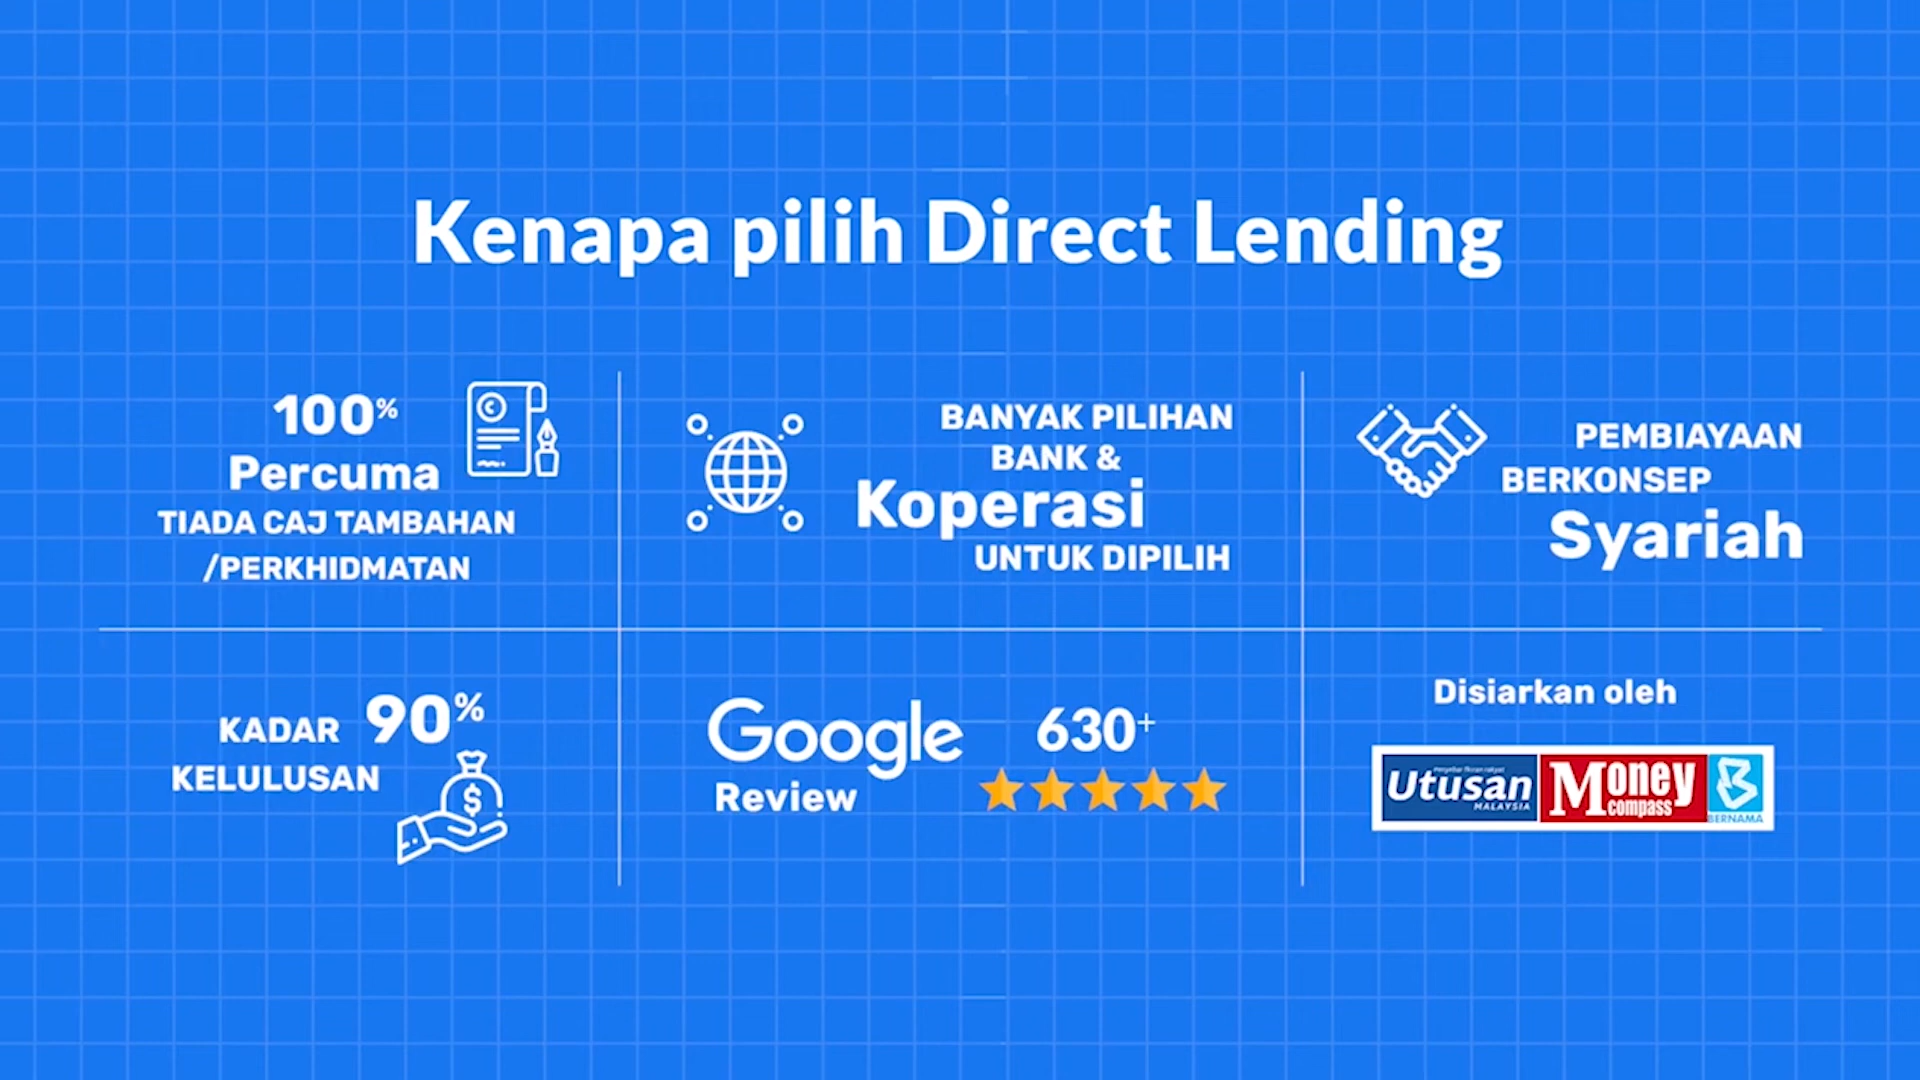 Kenapa pilih Direct Lending
100%
Percuma
TIADA CAJ TAMBAHAN
/PERKHIDMATAN
BANYAK PILIHAN
BANK &
Koperasi
UNTUK DIPILIH
PEMBIAYAAN
BERKONSEP
Syariah
KADAR 90%
KELULUSAN
Google
Review
630+
Disiarkan oleh
Utusan
MALAYSIA
Money
compass
BERNAMA